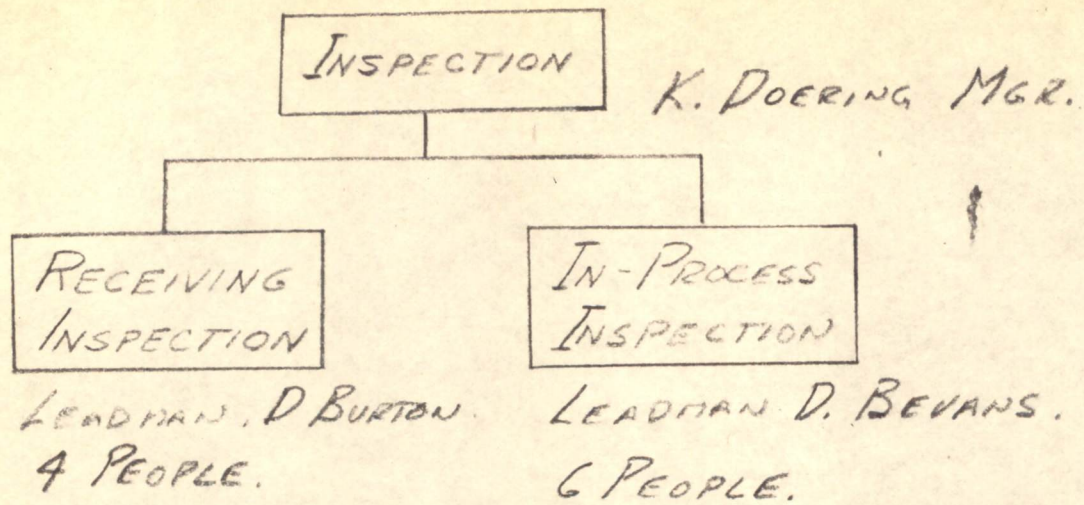 INSPECTION
K. DOERING MGR.
RECEIVING
INSPECTION
LEADMAN. D BURTON.
4 PEOPLE.
IN-PROCESS
INSPECTION
LEADMAN D. BEVANS.
6 PEOPLE.